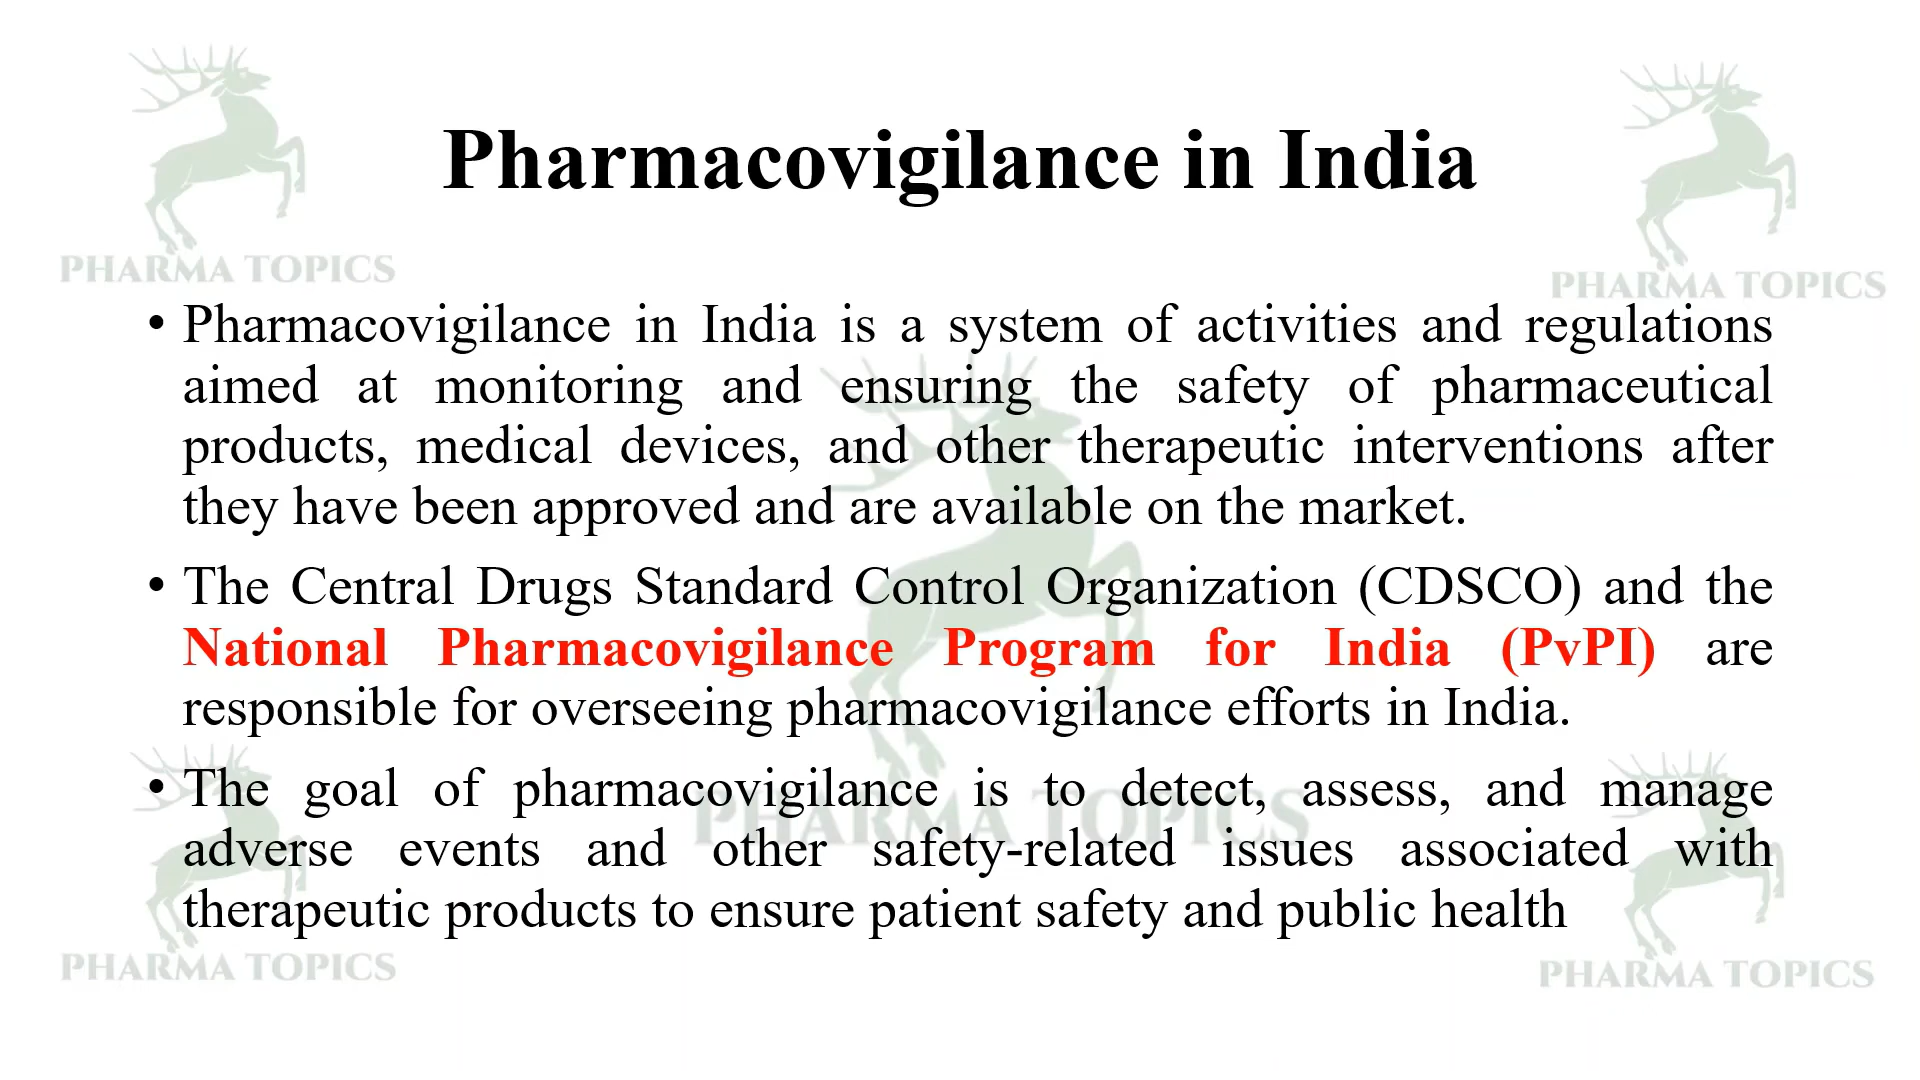 PHARMA TOPICS
PHARMA TOPICS
Pharmacovigilance in India
• Pharmacovigilance in India is a system of activities and regulations
aimed at monitoring and ensuring the safety of pharmaceutical
products, medical devices, and other therapeutic interventions after
they have been approved and are available on the market.
• The Central Drugs Standard Control Organization (CDSCO) and the
National Pharmacovigilance Program for India (PvPI) are
responsible for overseeing pharmacovigilance efforts in India.
• The goal of pharmacovigilance is to detect, assess, and manage
adverse events and other safety-related issues associated with
therapeutic products to ensure patient safety and public health
PHARMA TOPICS
PHARMA TOPICS
PHARMA TOPICS